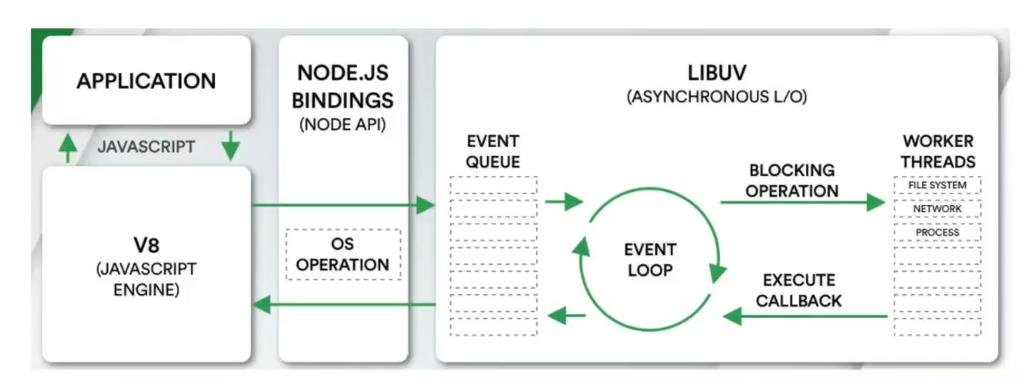 APPLICATION
JAVASCRIPT
V8
(JAVASCRIPT
ENGINE)
NODE.JS
BINDINGS
(NODE API)
OS
OPERATION
LIBUV
(ASYNCHRONOUS L/O)
EVENT
QUEUE
EVENT
LOOP
BLOCKING
OPERATION
EXECUTE
CALLBACK
WORKER
THREADS
FILE SYSTEM
NETWORK
PROCESS